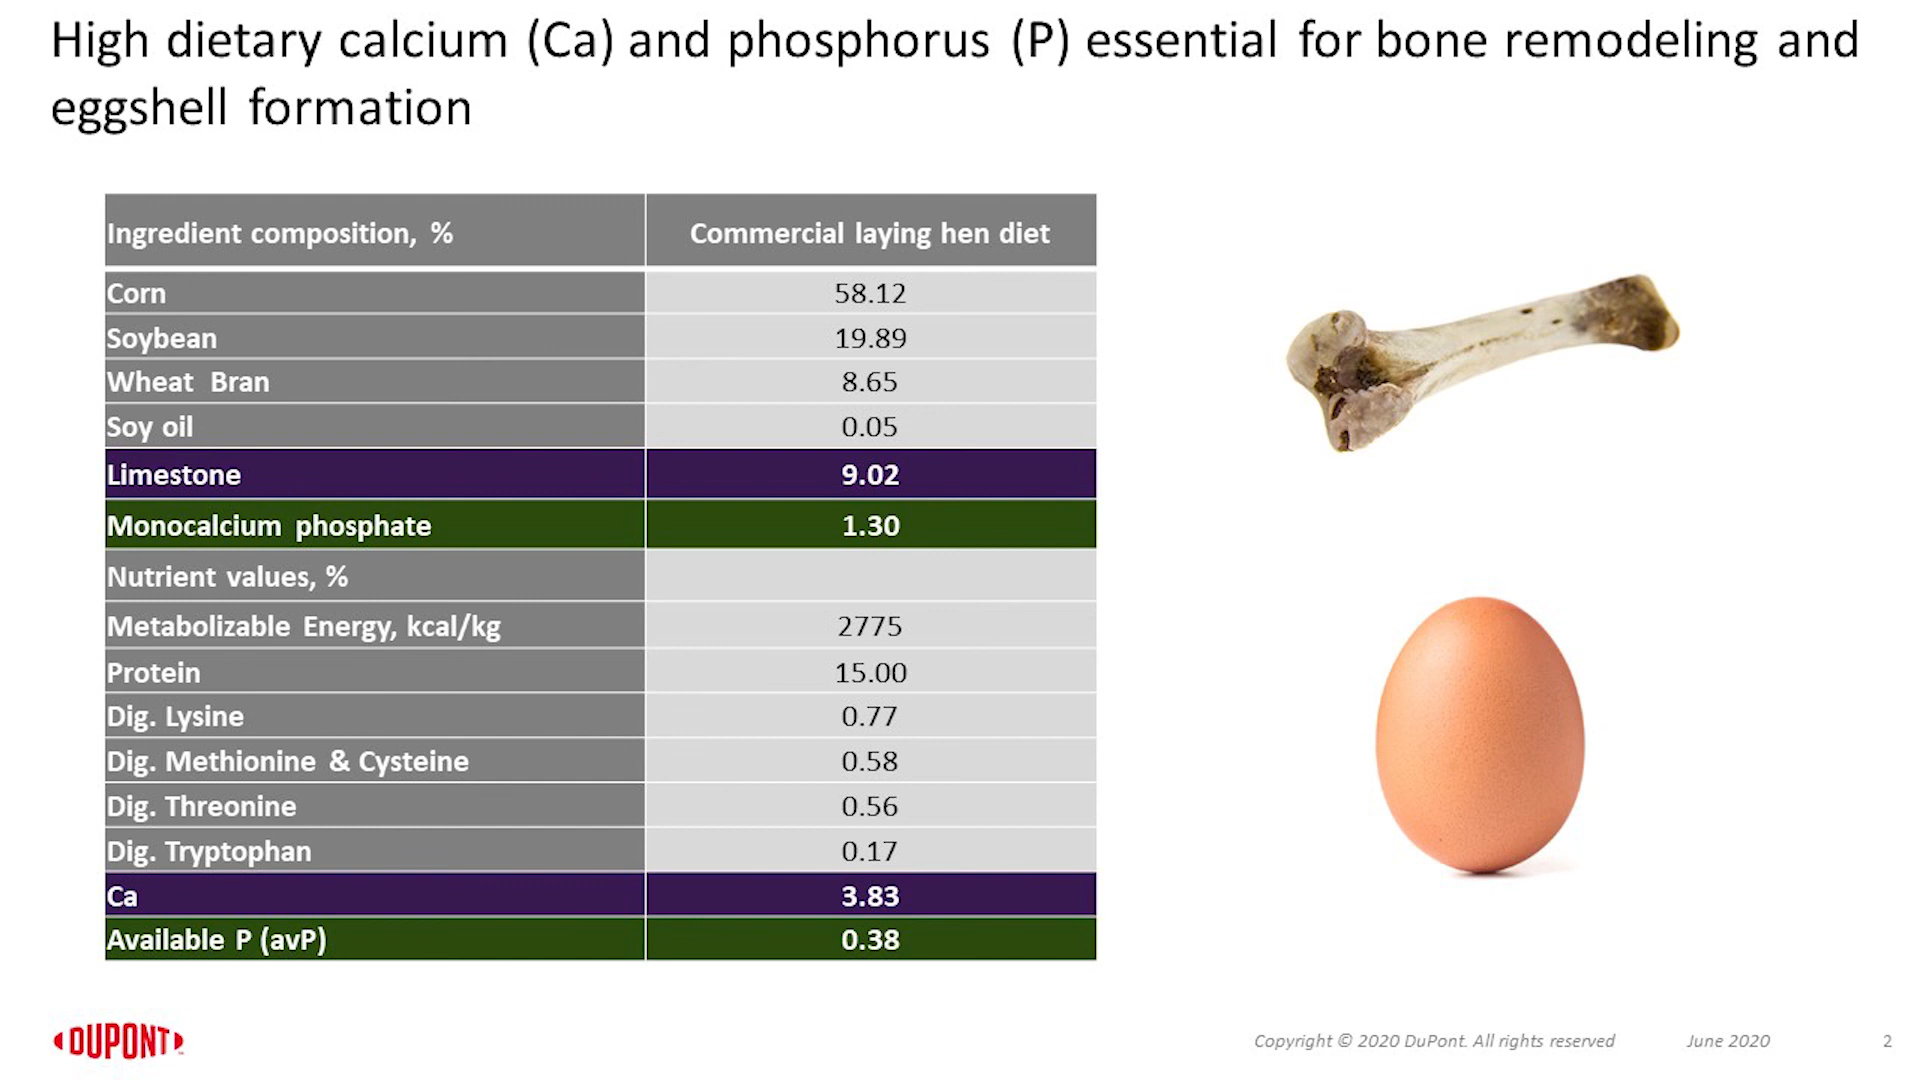 High dietary calcium (Ca) and phosphorus (P) essential for bone remodeling and
eggshell formation
Ingredient composition, % Commercial laying hen diet
Corn 58.12
Soybean 19.89
Wheat Bran 8.65
Soy oil 0.05
Limestone 9.02
Monocalcium phosphate 1.30
Nutrient values, %
Metabolizable Energy, kcal/kg 2775
Protein 15.00
Dig. Lysine 0.77
Dig. Methionine & Cysteine 0.58
Dig. Threonine 0.56
Dig. Tryptophan 0.17
Ca 3.83
Available P (avP) 0.38
DUPONT
Copyright © 2020 DuPont. All rights reserved June 2020 2